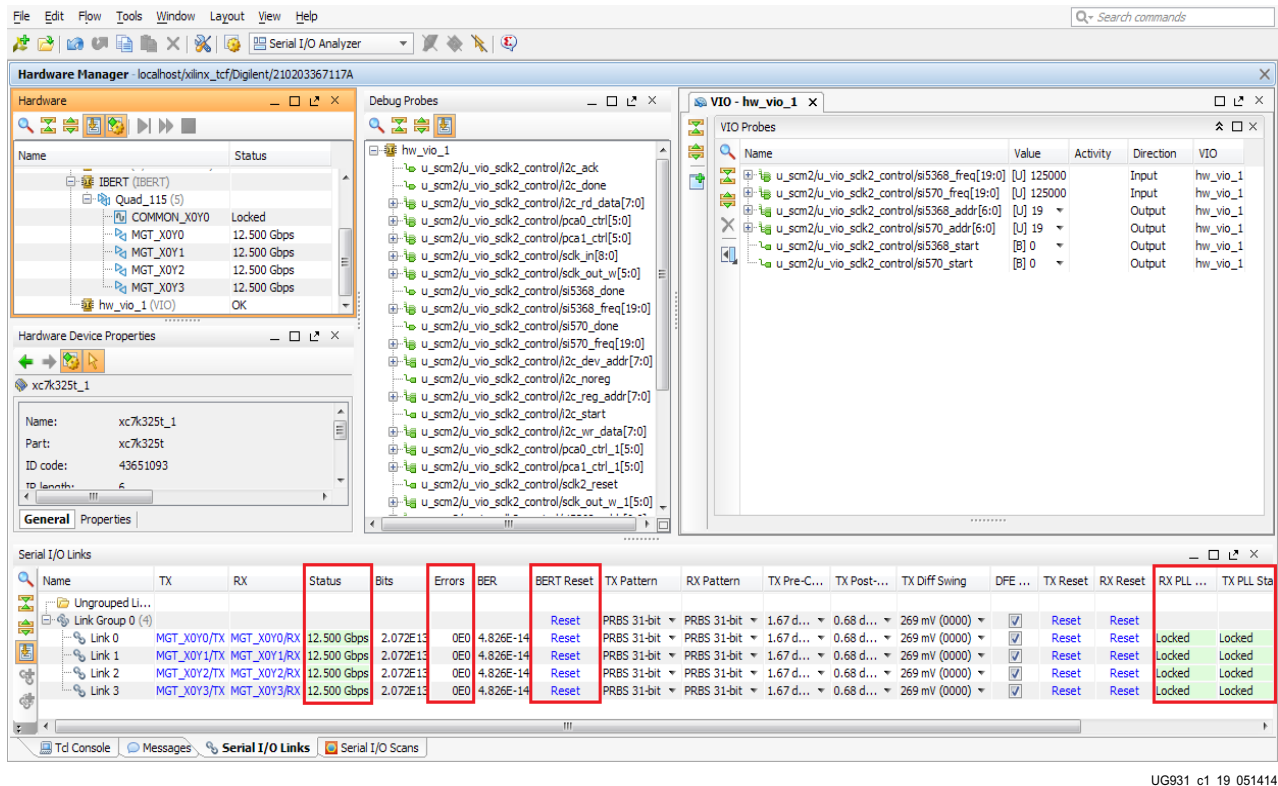 File Edit Flow Tools Window Layout View Help
Search commands
Serial I/O Analyzer
Hardware Manager - localhost/xilinx_tcf/Digilent/210203367117A
Hardware
Name Status
IBERT (IBERT)
Quad_115 (5)
COMMON_X0Y0 Locked
MGT_X0Y0 12.500 Gbps
MGT_X0Y1 12.500 Gbps
MGT_X0Y2 12.500 Gbps
MGT_X0Y3 12.500 Gbps
hw_vio_1 (VIO) OK
Hardware Device Properties
xc7k325t_1
Name: xc7k325t_1
Part: xc7k325t
ID code: 43651093
IR length: 6
General Properties
Debug Probes
hw_vio_1
u_scm2/u_vio_sclk2_control/i2c_ack
u_scm2/u_vio_sclk2_control/i2c_done
u_scm2/u_vio_sclk2_control/i2c_rd_data[7:0]
u_scm2/u_vio_sclk2_control/pca0_ctrl[5:0]
u_scm2/u_vio_sclk2_control/pca1_ctrl[5:0]
u_scm2/u_vio_sclk2_control/sclk_in[8:0]
u_scm2/u_vio_sclk2_control/sclk_out_w[5:0]
u_scm2/u_vio_sclk2_control/si5368_done
u_scm2/u_vio_sclk2_control/si5368_freq[19:0]
u_scm2/u_vio_sclk2_control/si570_done
u_scm2/u_vio_sclk2_control/si570_freq[19:0]
u_scm2/u_vio_sclk2_control/i2c_dev_addr[7:0]
u_scm2/u_vio_sclk2_control/i2c_noreg
u_scm2/u_vio_sclk2_control/i2c_reg_addr[7:0]
u_scm2/u_vio_sclk2_control/i2c_start
u_scm2/u_vio_sclk2_control/i2c_wr_data[7:0]
u_scm2/u_vio_sclk2_control/pca0_ctrl_1[5:0]
u_scm2/u_vio_sclk2_control/pca1_ctrl_1[5:0]
u_scm2/u_vio_sclk2_control/sclk2_reset
u_scm2/u_vio_sclk2_control/sclk_out_w_1[5:0]
VIO - hw_vio_1
VIO Probes
Name Value Activity Direction VIO
u_scm2/u_vio_sclk2_control/si5368_freq[19:0] [U] 125000 Input hw_vio_1
u_scm2/u_vio_sclk2_control/si570_freq[19:0] [U] 125000 Input hw_vio_1
u_scm2/u_vio_sclk2_control/si5368_addr[6:0] [U] 19 Output hw_vio_1
u_scm2/u_vio_sclk2_control/si570_addr[6:0] [U] 19 Output hw_vio_1
u_scm2/u_vio_sclk2_control/si5368_start [B] 0 Output hw_vio_1
u_scm2/u_vio_sclk2_control/si570_start [B] 0 Output hw_vio_1
Serial I/O Links
Name TX RX Status Bits Errors BER BERT Reset TX Pattern RX Pattern TX Pre-C... TX Post-... TX Diff Swing DFE ... TX Reset RX Reset RX PLL ... TX PLL Sta
Ungrouped Li...
Link Group 0 (4) Reset PRBS 31-bit PRBS 31-bit 1.67 d... 0.68 d... 269 mV (0000) Reset Reset
Link 0 MGT_X0Y0/TX MGT_X0Y0/RX 12.500 Gbps 2.072E13 0E0 4.826E-14 Reset PRBS 31-bit PRBS 31-bit 1.67 d... 0.68 d... 269 mV (0000) Reset Reset Locked Locked
Link 1 MGT_X0Y1/TX MGT_X0Y1/RX 12.500 Gbps 2.072E13 0E0 4.826E-14 Reset PRBS 31-bit PRBS 31-bit 1.67 d... 0.68 d... 269 mV (0000) Reset Reset Locked Locked
Link 2 MGT_X0Y2/TX MGT_X0Y2/RX 12.500 Gbps 2.072E13 0E0 4.826E-14 Reset PRBS 31-bit PRBS 31-bit 1.67 d... 0.68 d... 269 mV (0000) Reset Reset Locked Locked
Link 3 MGT_X0Y3/TX MGT_X0Y3/RX 12.500 Gbps 2.072E13 0E0 4.826E-14 Reset PRBS 31-bit PRBS 31-bit 1.67 d... 0.68 d... 269 mV (0000) Reset Reset Locked Locked
Tcl Console Messages Serial I/O Links Serial I/O Scans
UG931_c1_19_051414